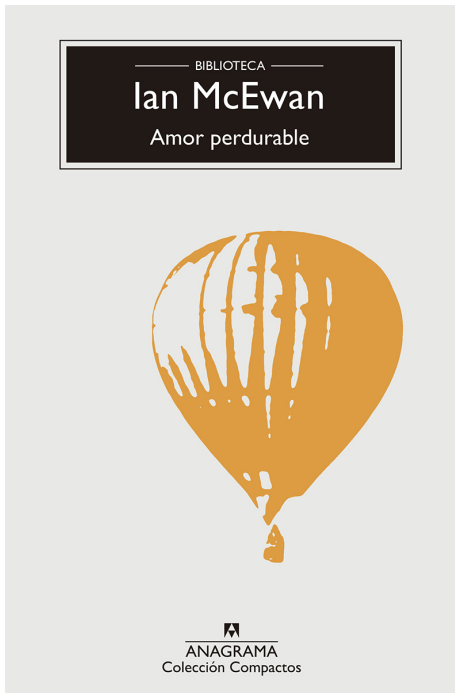 BIBLIOTECA
Ian McEwan
Amor perdurable
ANAGRAMA
Colección Compactos